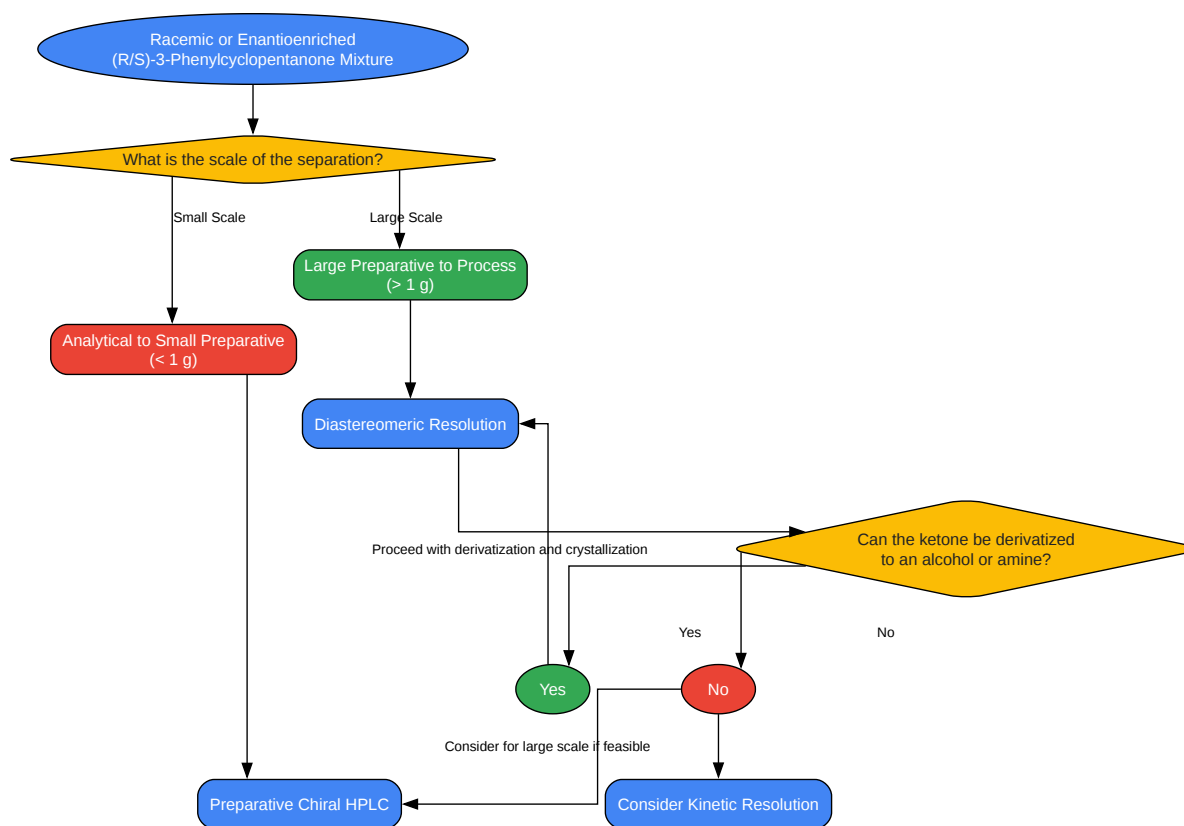 Racemic or Enantioenriched
(R/S)-3-Phenylcyclopentanone Mixture
What is the scale of the separation?
Small Scale
Large Scale
Large Preparative to Process
(> 1 g)
Analytical to Small Preparative
(< 1 g)
Diastereomeric Resolution
Can the ketone be derivatized
to an alcohol or amine?
Proceed with derivatization and crystallization
Yes
No
Yes
No
Consider for large scale if feasible
Preparative Chiral HPLC
Consider Kinetic Resolution